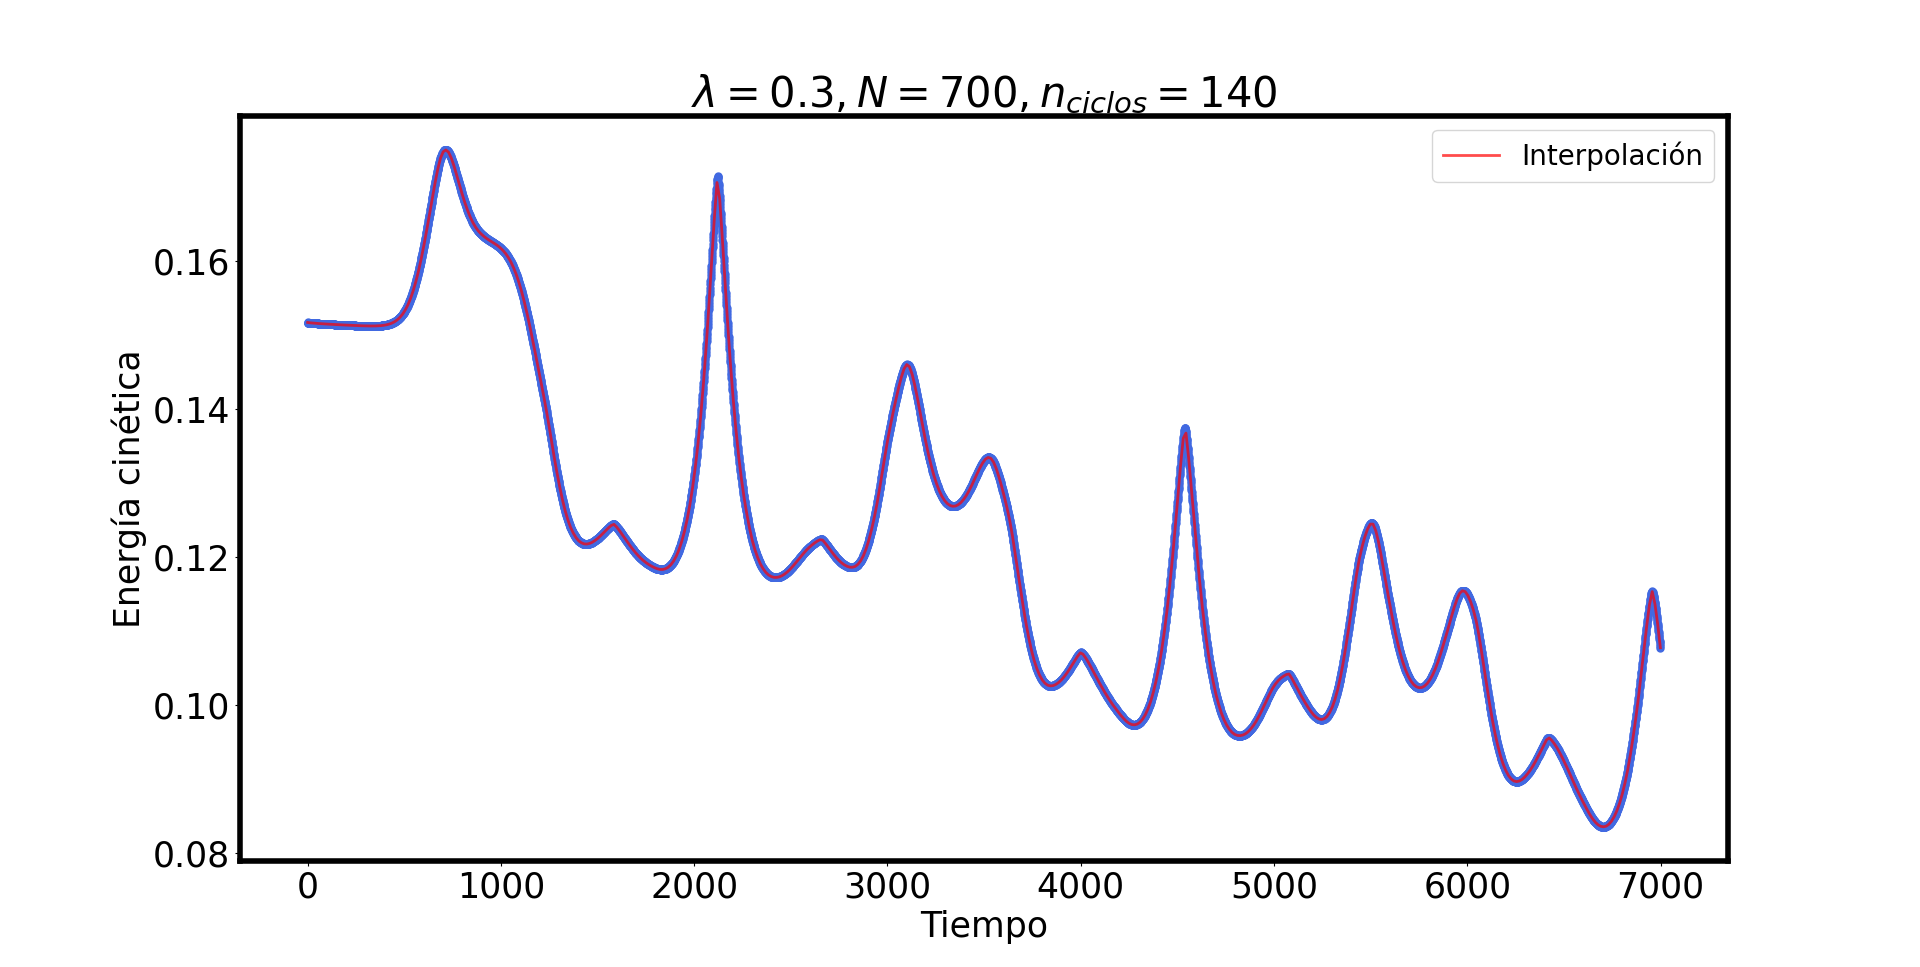 λ = 0.3, N = 700, n_ciclos = 140
Interpolación
Energía cinética
0.16
0.14
0.12
0.10
0.08
0 1000 2000 3000 4000 5000 6000 7000
Tiempo